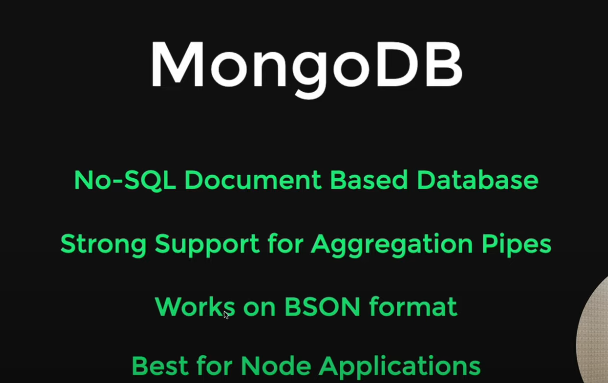 MongoDB
No-SQL Document Based Database
Strong Support for Aggregation Pipes
Works on BSON format
Best for Node Applications